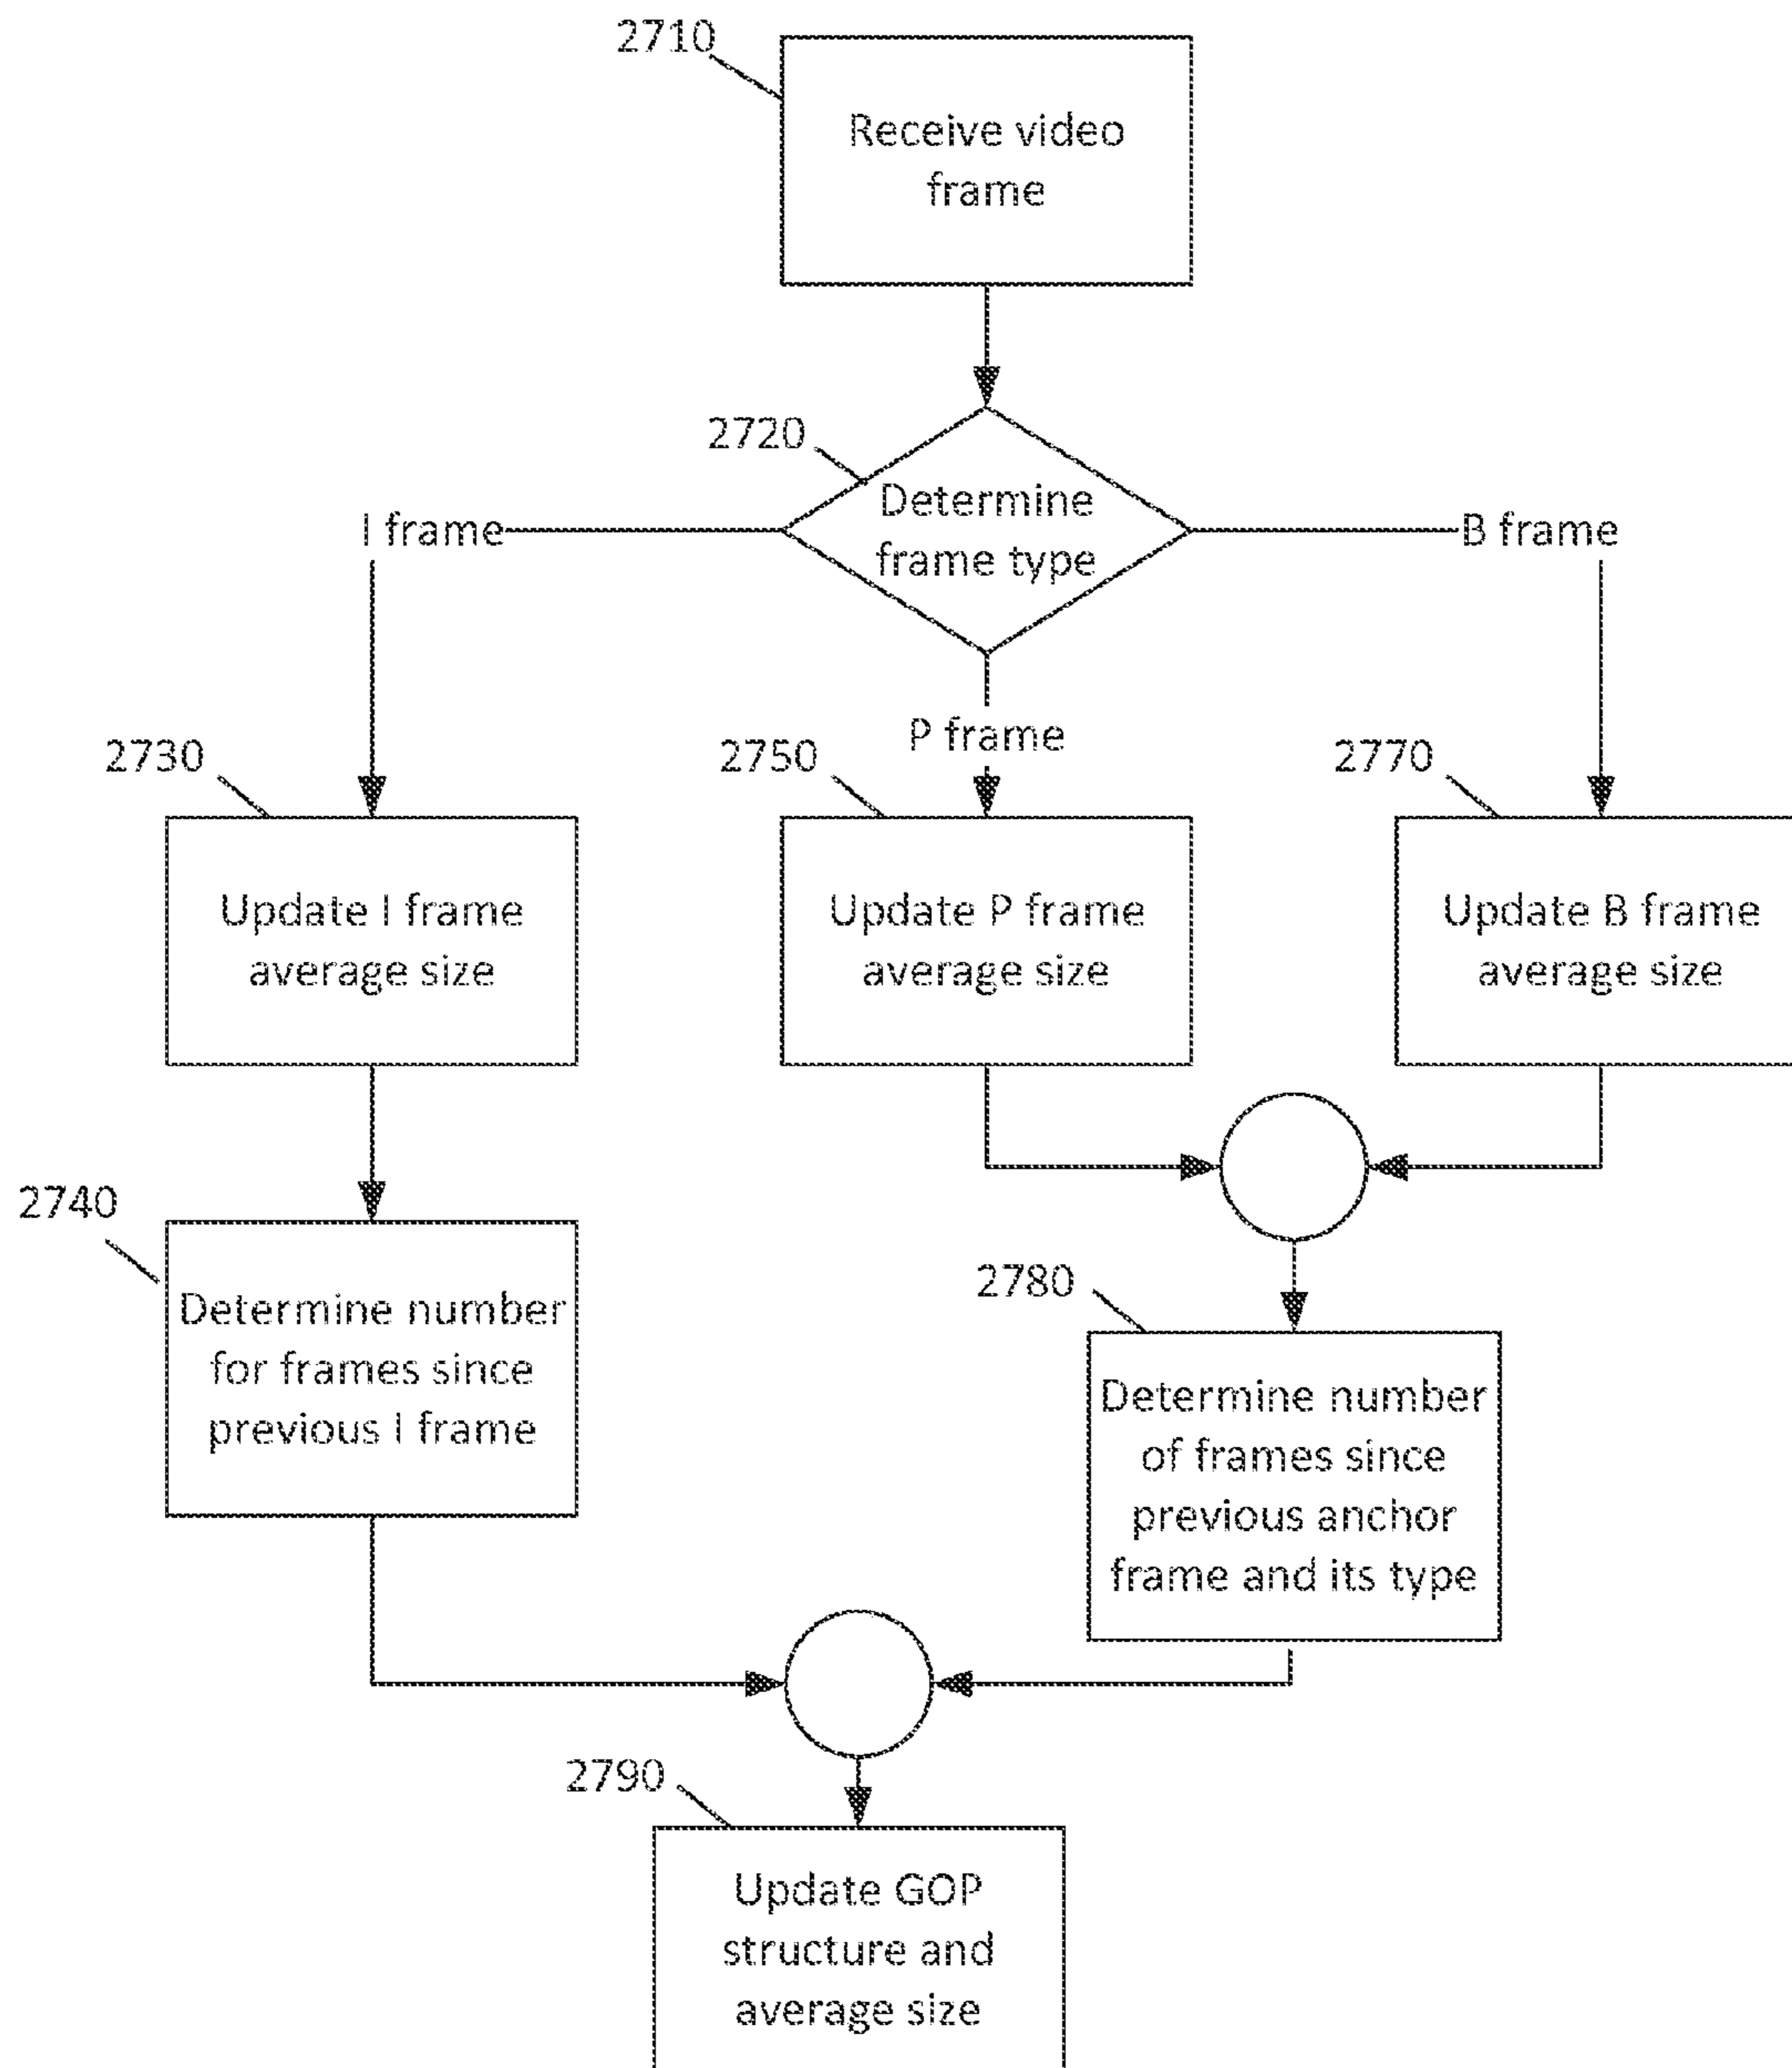 2710
Receive video
frame
2720
Determine
frame type
I frame
B frame
P frame
2730
2750
2770
Update I frame
average size
Update P frame
average size
Update B frame
average size
2740
Determine number
for frames since
previous I frame
2780
Determine number
of frames since
previous anchor
frame and its type
2790
Update GOP
structure and
average size